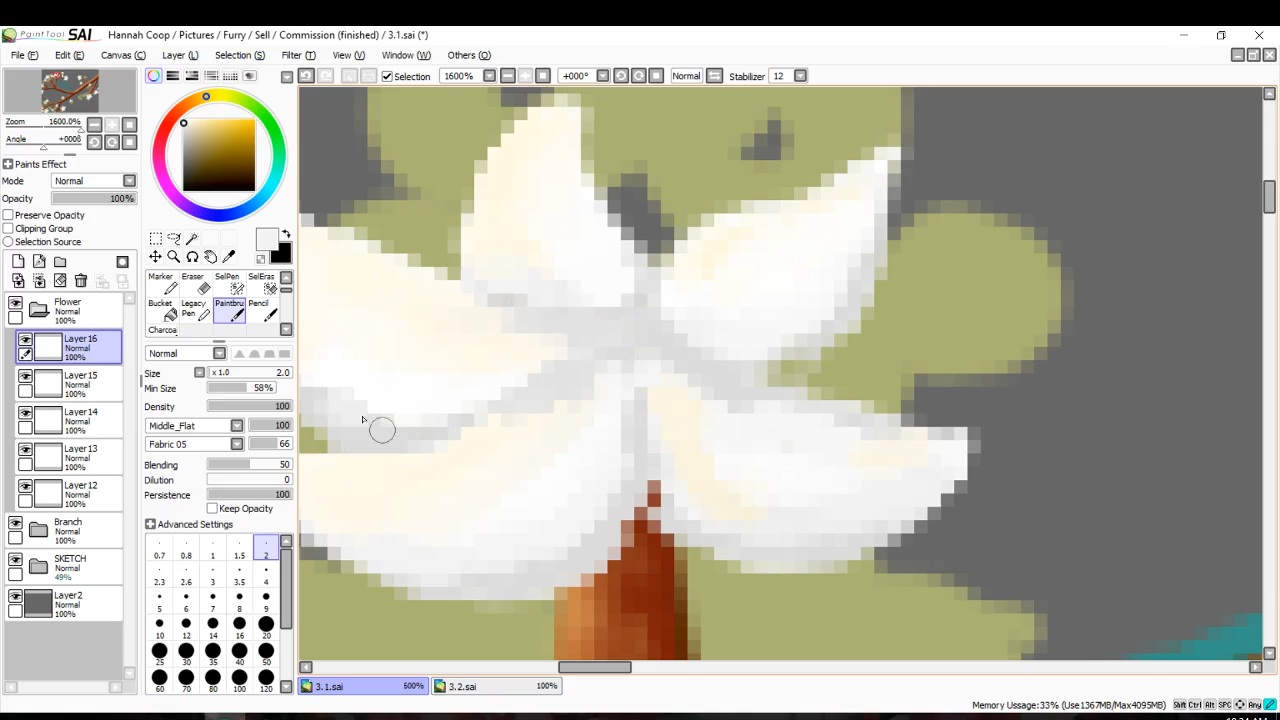 PaintTool SAI Hannah Coop / Pictures / Furry / Sell / Commission (finished) / 3.1.sai (*)
File (F) Edit (E) Canvas (C) Layer (L) Selection (S) Filter (T) View (V) Window (W) Others (O)
Selection 1600% +000° Normal Stabilizer 12
Zoom 1600.0%
Angle +000θ
Paints Effect
Mode Normal
Opacity 100%
Preserve Opacity
Clipping Group
Selection Source
Flower
Normal
100%
Layer16
Normal
100%
Layer15
Normal
100%
Layer14
Normal
100%
Layer13
Normal
100%
Layer12
Normal
100%
Branch
Normal
100%
SKETCH
Normal
49%
Layer2
Normal
100%
Marker Eraser SelPen SelEras
Bucket Legacy Pen Paintbru Pencil
Charcoa
Normal
Size x 1.0 2.0
Min Size 58%
Density 100
Middle_Flat 100
Fabric 05 66
Blending 50
Dilution 0
Persistence 100
Keep Opacity
Advanced Settings
0.7 0.8 1 1.5 2
2.3 2.6 3 3.5 4
5 6 7 8 9
10 12 14 16 20
25 30 35 40 50
60 70 80 100 120
3.1.sai 600% 3.2.sai 100%
Memory Ussage:33% (Use1367MB/Max4095MB) Shift Ctrl Alt SPC Any